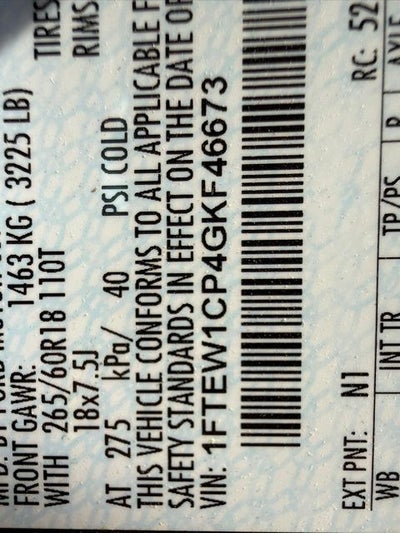 FRONT GAWR: 1463 KG ( 3225 LB)
WITH 265/60R18 110T TIRES
18x7.5J RIMS
AT 275 kPa/ 40 PSI COLD
THIS VEHICLE CONFORMS TO ALL APPLICABLE F
SAFETY STANDARDS IN EFFECT ON THE DATE OF
VIN: 1FTEW1CP4GKF46673
EXT PNT: N1 RC: 52
WB INT TR TP/PS R AXLE